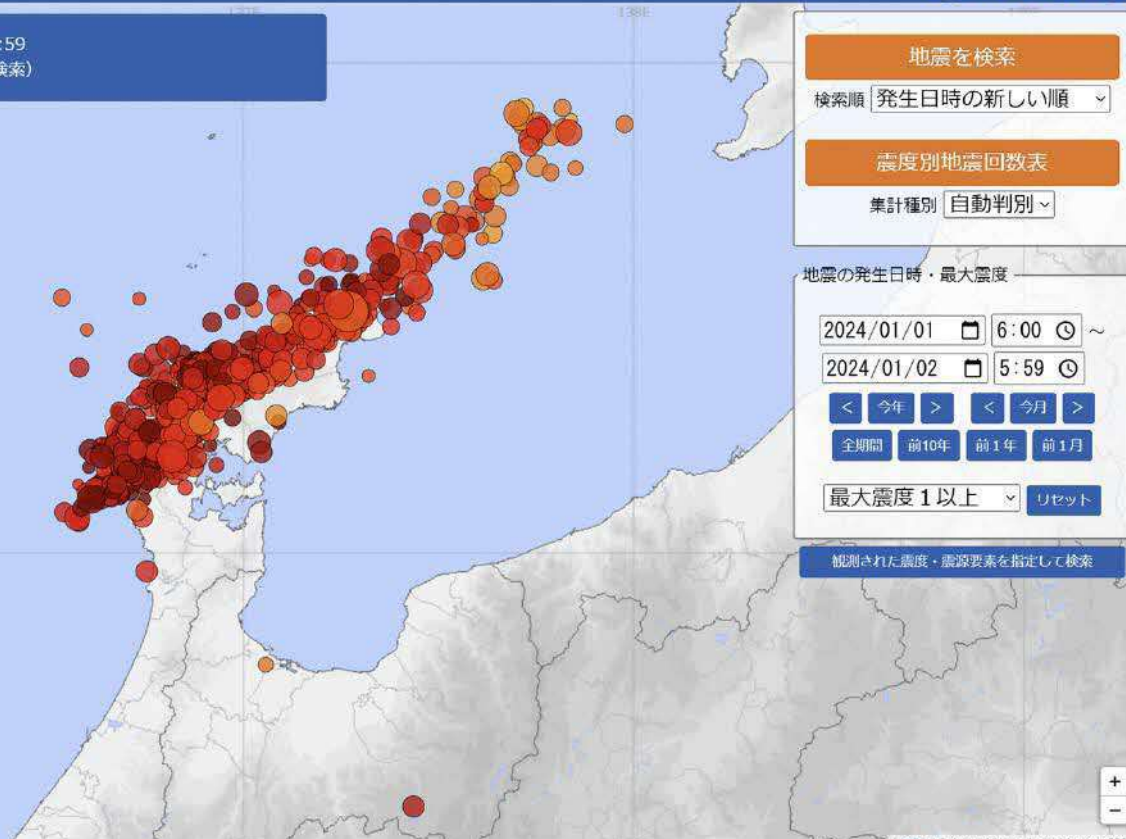 :59
検索）
137E
138E
地震を検索
検索順 発生日時の新しい順
震度別地震回数表
集計種別 自動判別
地震の発生日時・最大震度
2024/01/01 6:00 ～
2024/01/02 5:59
< 今年 > < 今月 >
全期間 前10年 前１年 前１月
最大震度１以上 リセット
観測された震度・震源要素を指定して検索
+
−